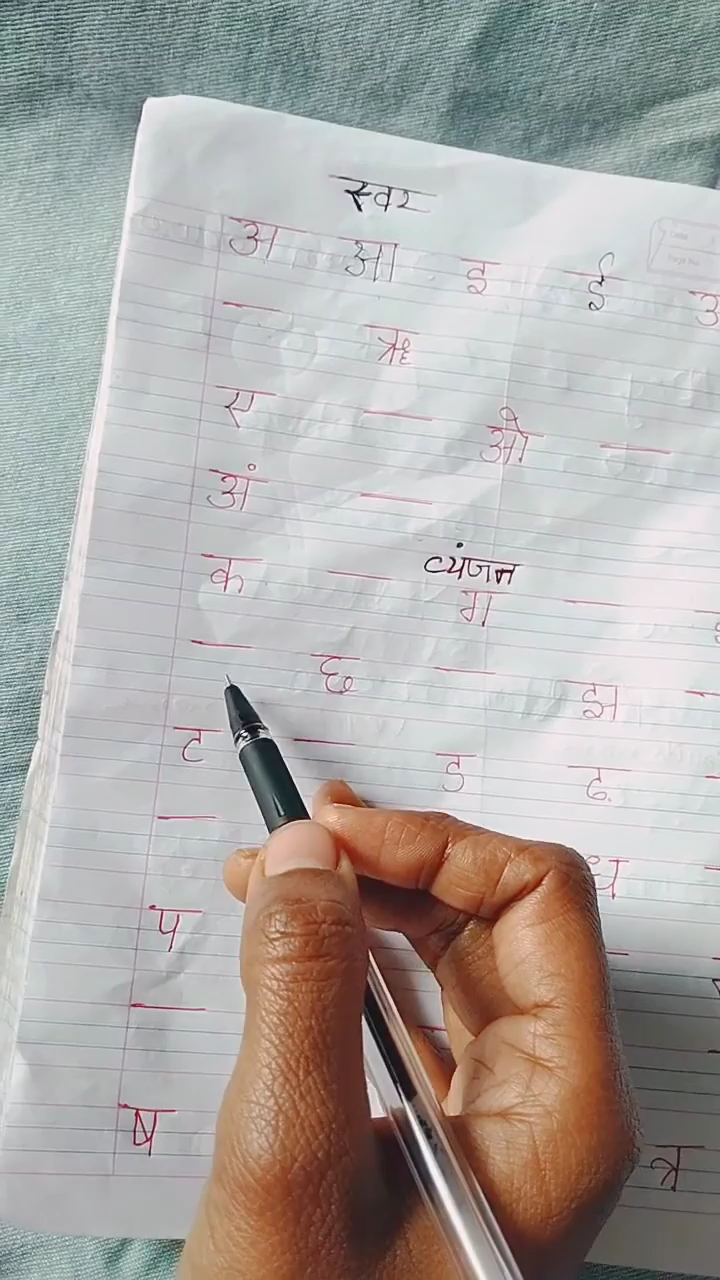 स्वर
अ आ इ ई उ
ऋ
ए ओ
अं
व्यंजन
क ग
छ झ
ट ड ढ
ध
प
ष त्र